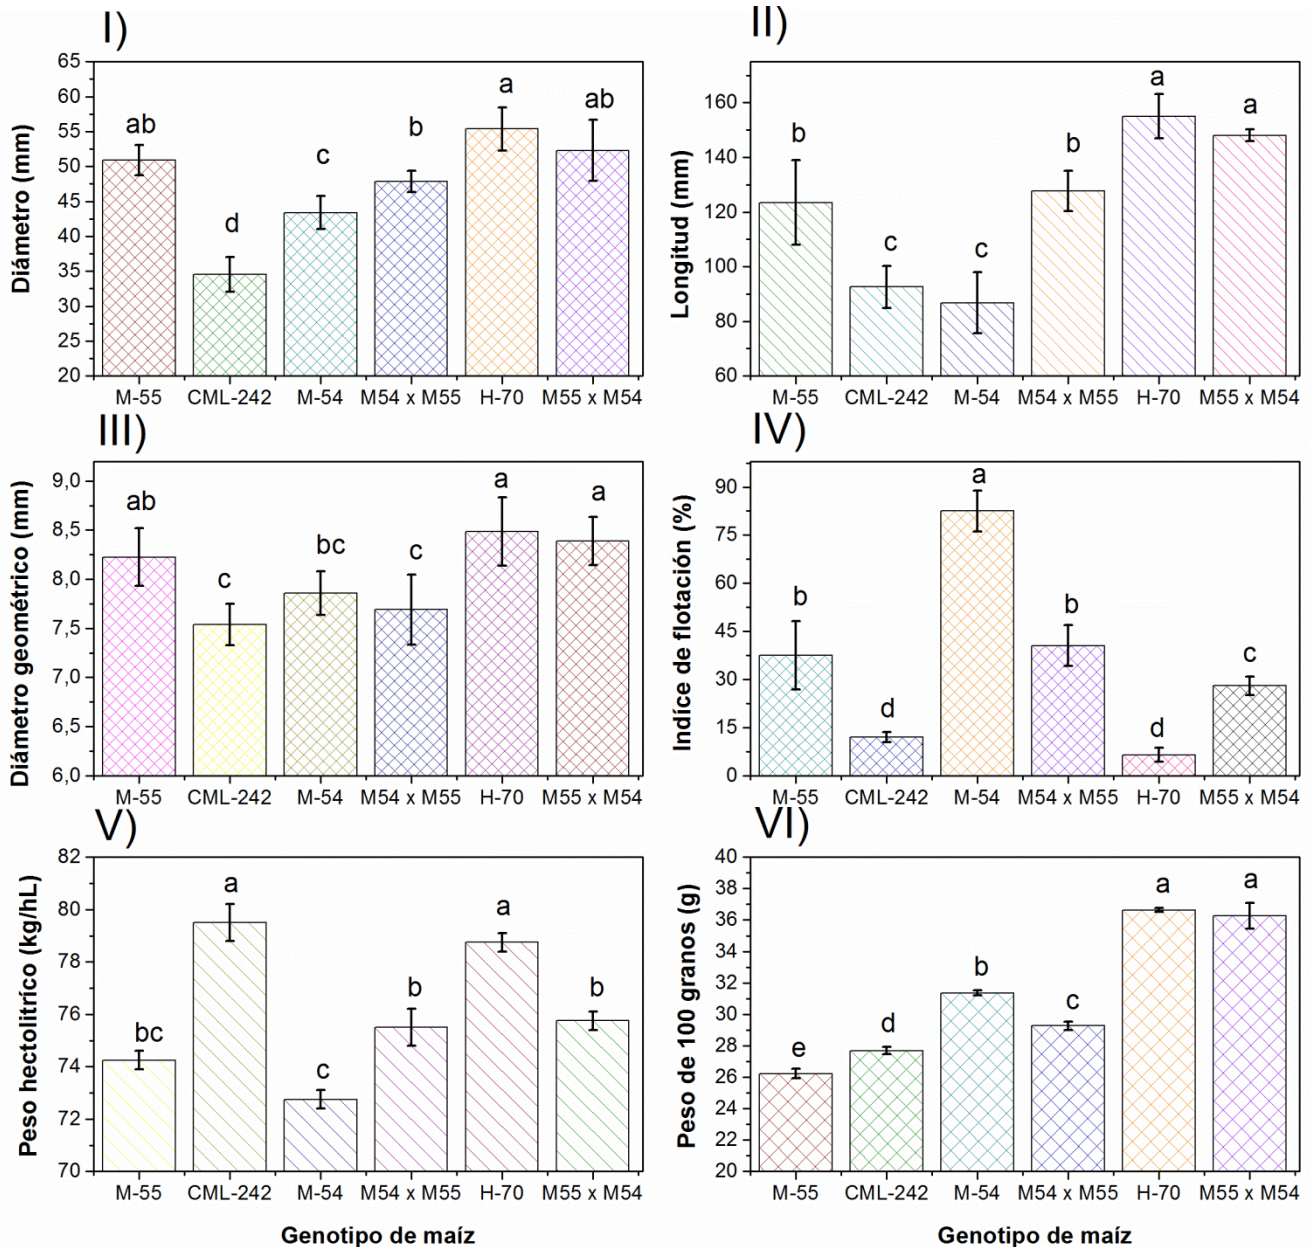 I)
Diámetro (mm)
65
60
55
50
45
40
35
30
25
20
ab
d
c
b
a
ab
M-55 CML-242 M-54 M54 x M55 H-70 M55 x M54
II)
Longitud (mm)
160
140
120
100
80
60
b
c
c
b
a
a
M-55 CML-242 M-54 M54 x M55 H-70 M55 x M54
III)
Diámetro geométrico (mm)
9,0
8,5
8,0
7,5
7,0
6,5
6,0
ab
c
bc
c
a
a
M-55 CML-242 M-54 M54 x M55 H-70 M55 x M54
IV)
Indíce de flotación (%)
90
75
60
45
30
15
0
b
d
a
b
d
c
M-55 CML-242 M-54 M54 x M55 H-70 M55 x M54
V)
Peso hectolitríco (kg/hL)
82
80
78
76
74
72
70
bc
a
c
b
a
b
M-55 CML-242 M-54 M54 x M55 H-70 M55 x M54
Genotipo de maíz
VI)
Peso de 100 granos (g)
40
38
36
34
32
30
28
26
24
22
20
e
d
b
c
a
a
M-55 CML-242 M-54 M54 x M55 H-70 M55 x M54
Genotipo de maíz